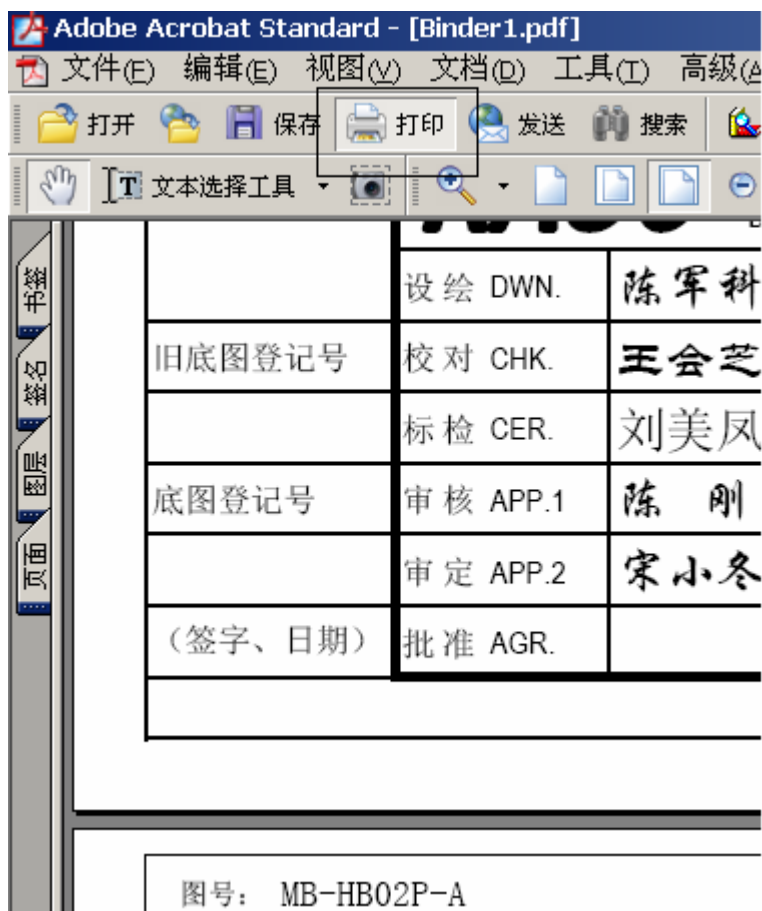 Adobe Acrobat Standard - [Binder1.pdf]
文件(F) 编辑(E) 视图(V) 文档(D) 工具(T) 高级(A
打开 保存 打印 发送 搜索
文本选择工具
书签
签名
图层
页面
设绘 DWN. 陈军科
旧底图登记号 校对 CHK. 王会芝
标检 CER. 刘美凤
底图登记号 审核 APP.1 陈 刚
审定 APP.2 宋小冬
(签字、日期) 批准 AGR.
图号: MB-HB02P-A